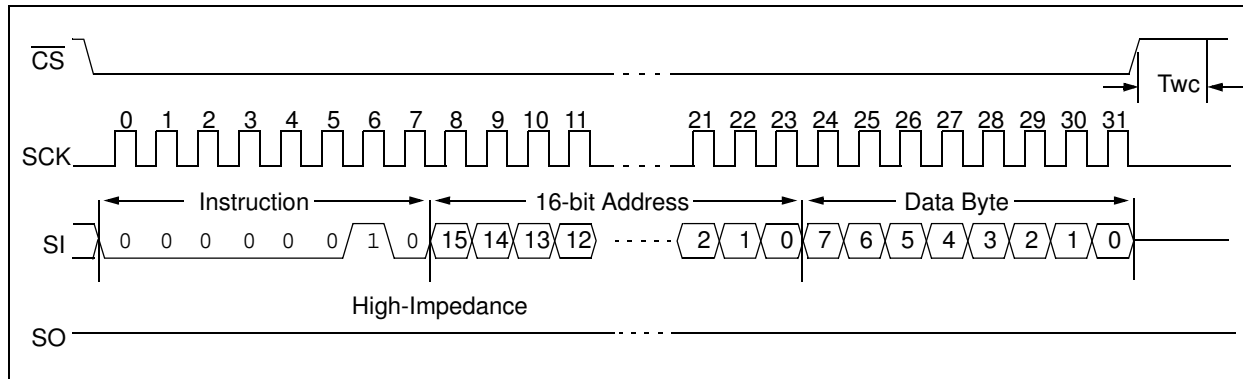 CS
Twc
0 1 2 3 4 5 6 7 8 9 10 11 21 22 23 24 25 26 27 28 29 30 31
SCK
Instruction 16-bit Address Data Byte
SI 0 0 0 0 0 0 1 0 15 14 13 12 2 1 0 7 6 5 4 3 2 1 0
High-Impedance
SO